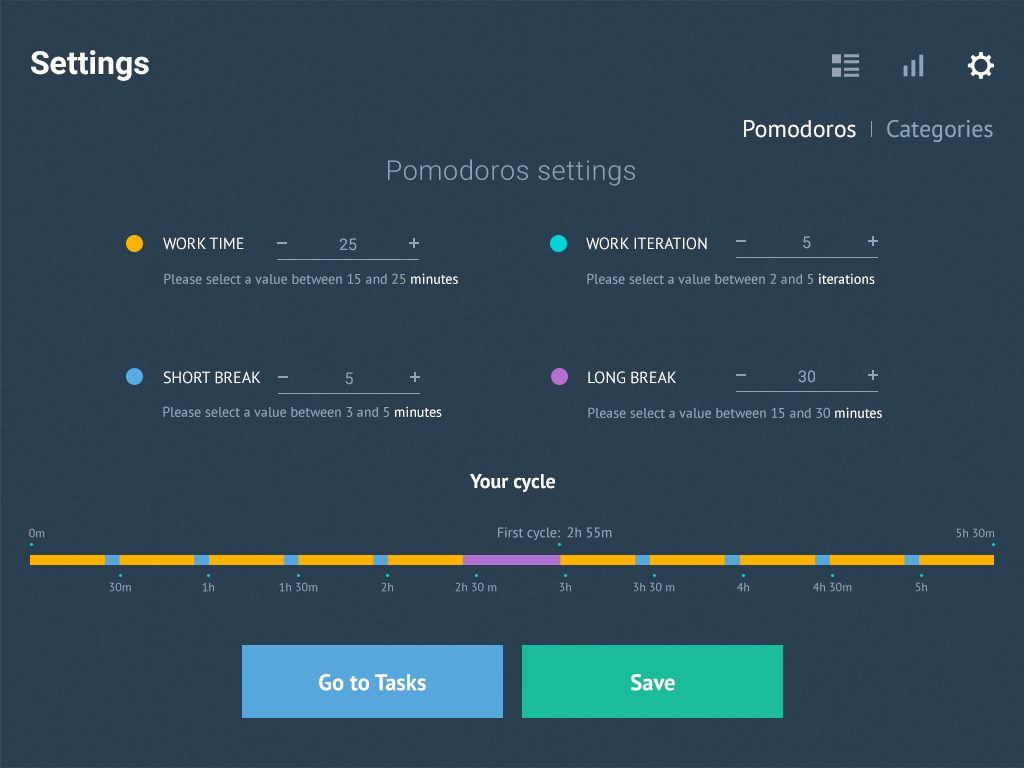 Settings
Pomodoros | Categories
Pomodoros settings
WORK TIME − 25 +
Please select a value between 15 and 25 minutes
WORK ITERATION − 5 +
Please select a value between 2 and 5 iterations
SHORT BREAK − 5 +
Please select a value between 3 and 5 minutes
LONG BREAK − 30 +
Please select a value between 15 and 30 minutes
Your cycle
0m First cycle: 2h 55m 5h 30m
30m 1h 1h 30m 2h 2h 30 m 3h 3h 30 m 4h 4h 30m 5h
Go to Tasks Save